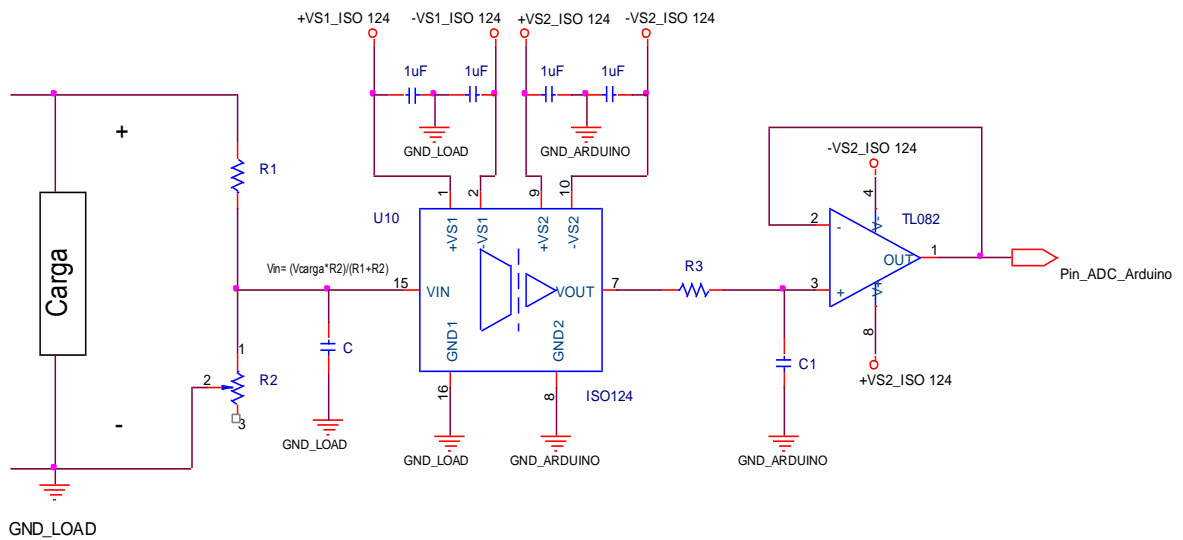 +VS1_ISO 124
-VS1_ISO 124
+VS2_ISO 124
-VS2_ISO 124
1uF
1uF
1uF
1uF
GND_LOAD
GND_ARDUINO
+
Carga
-
R1
1
2
9
10
U10
+VS1
-VS1
+VS2
-VS2
Vin= (Vcarga*R2)/(R1+R2)
15
VIN
VOUT
7
GND1
GND2
16
8
ISO124
C
GND_LOAD
GND_LOAD
GND_ARDUINO
1
2
R2
3
GND_LOAD
R3
C1
GND_ARDUINO
-VS2_ISO 124
4
TL082
2
-
V-
OUT
1
3
+
V+
8
+VS2_ISO 124
Pin_ADC_Arduino